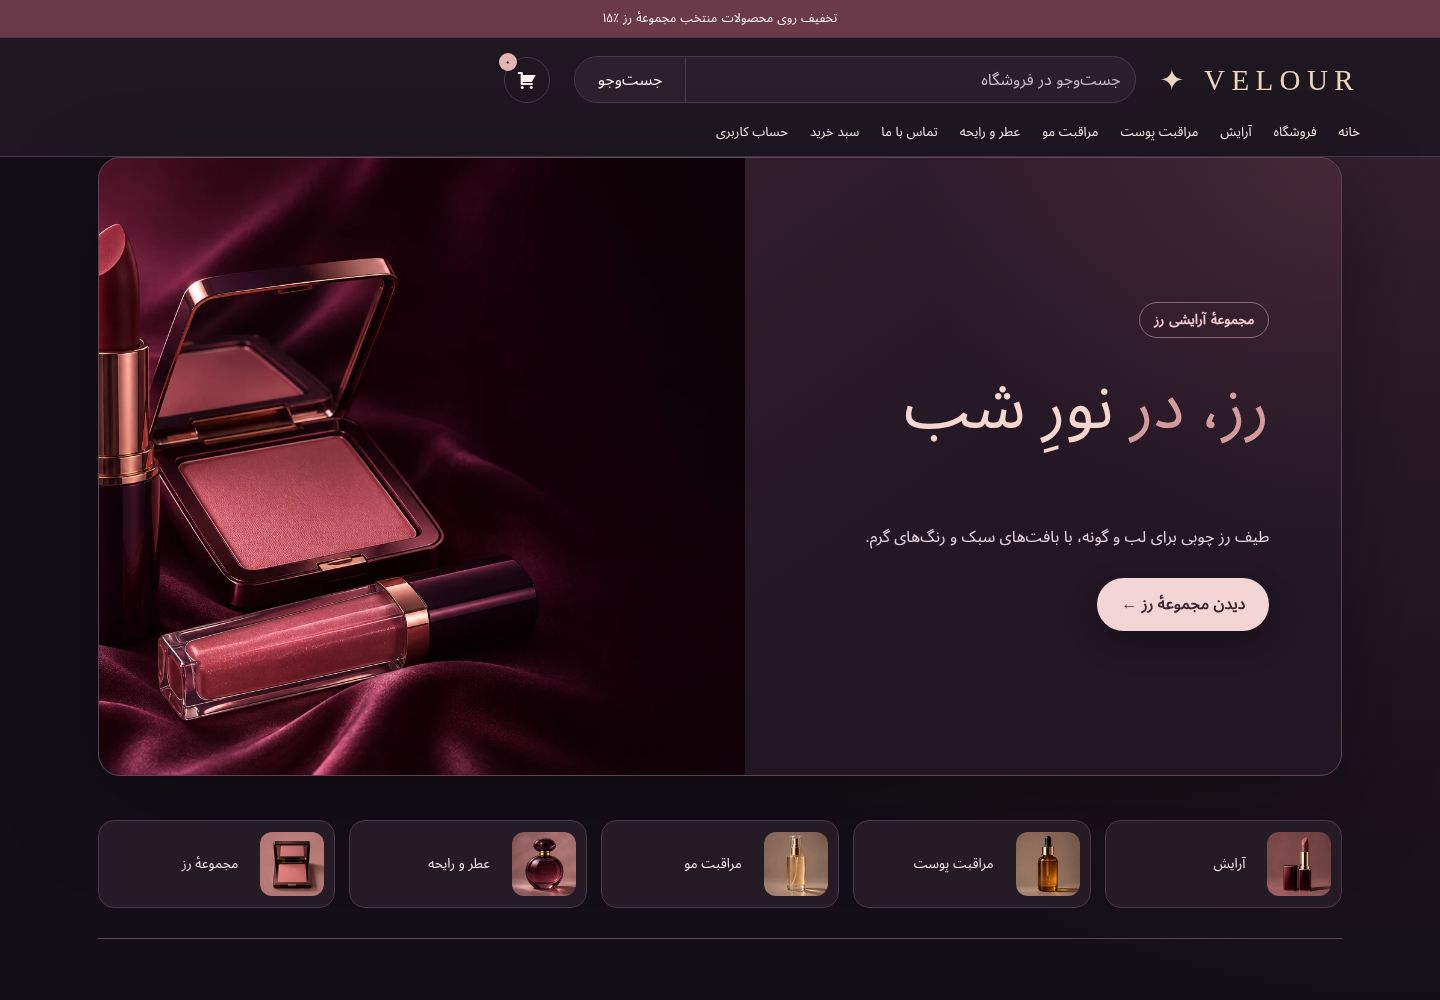 تخفیف روی محصولات منتخب مجموعهٔ رز ۱۵٪
VELOUR ✦
جست‌وجو در فروشگاه
جست‌وجو
خانه فروشگاه آرایش مراقبت پوست مراقبت مو عطر و رایحه تماس با ما سبد خرید حساب کاربری
مجموعهٔ آرایشی رز
رز، در نورِ شب
طیف رز چوبی برای لب و گونه، با بافت‌های سبک و رنگ‌های گرم.
دیدن مجموعهٔ رز ←
آرایش
مراقبت پوست
مراقبت مو
عطر و رایحه
مجموعهٔ رز